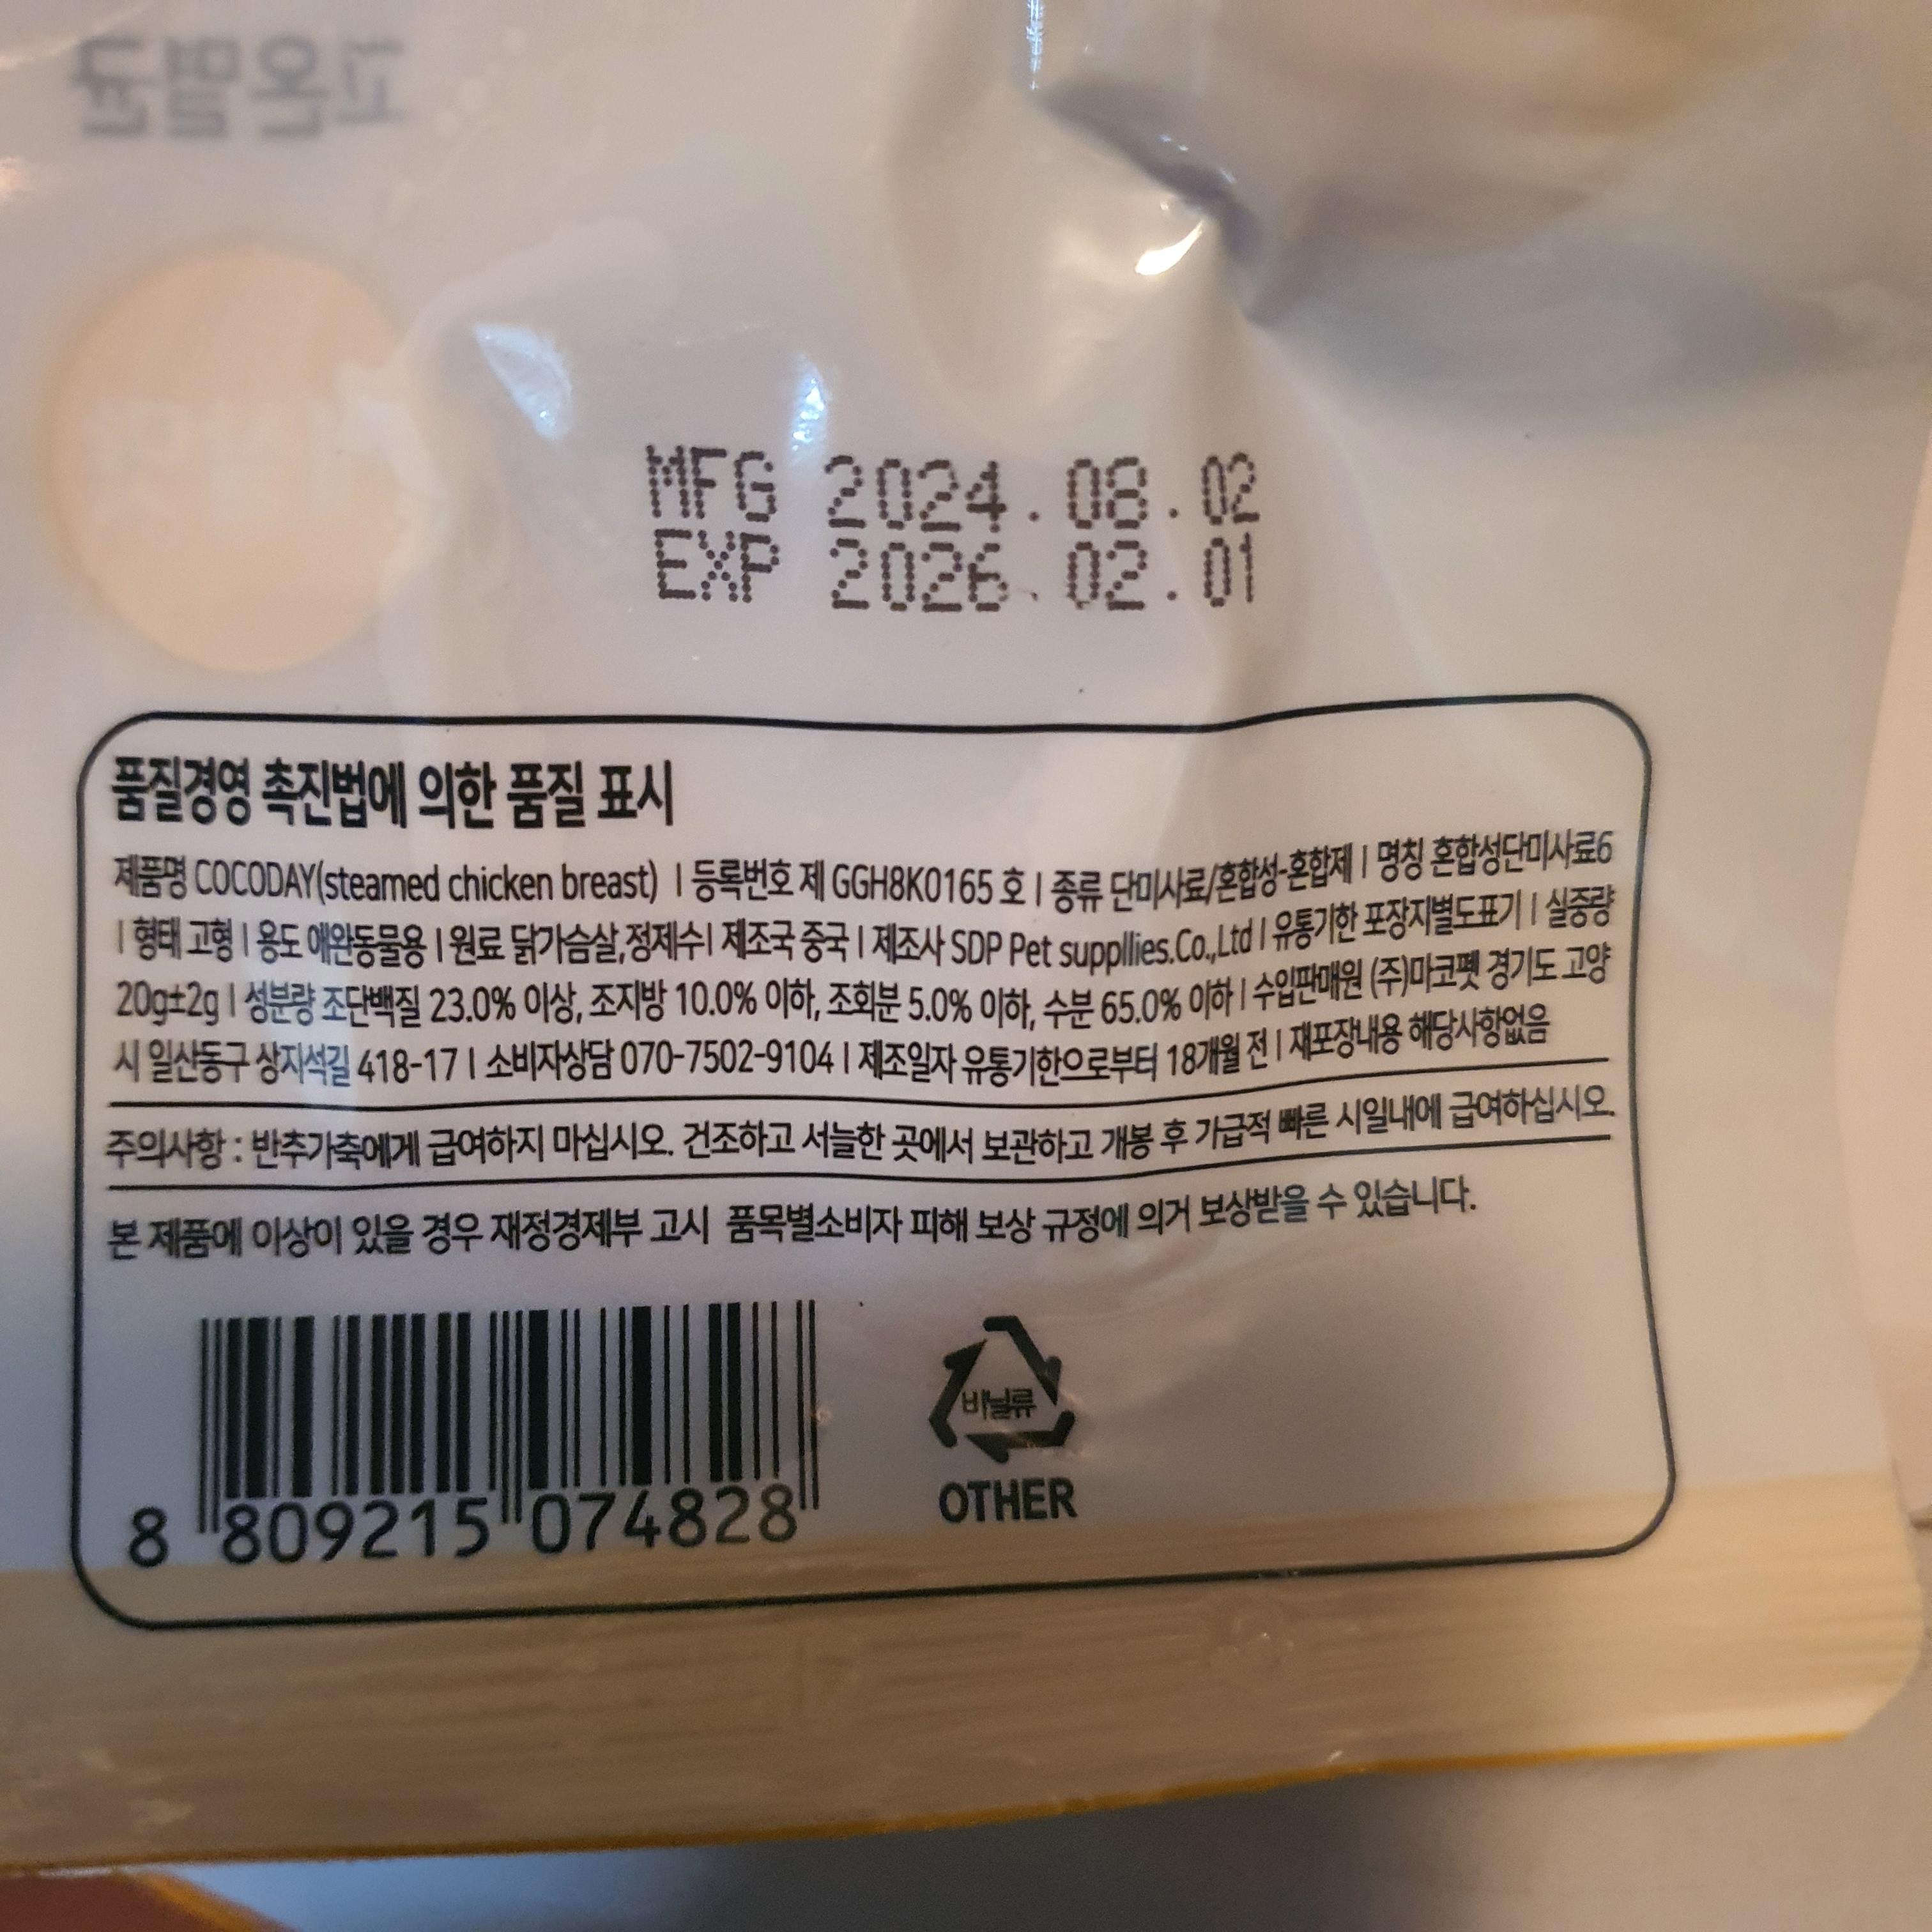 고온멸균
MFG 2024.08.02
EXP 2026.02.01
품질경영 촉진법에 의한 품질 표시
제품명 COCODAY(steamed chicken breast) | 등록번호 제 GGH8K0165 호 | 종류 단미사료/혼합성-혼합제 | 명칭 혼합성단미사료6
| 형태 고형 | 용도 애완동물용 | 원료 닭가슴살,정제수| 제조국 중국 | 제조사 SDP Pet suppllies.Co.,Ltd | 유통기한 포장지별도표기 | 실중량
20g±2g | 성분량 조단백질 23.0% 이상, 조지방 10.0% 이하, 조회분 5.0% 이하, 수분 65.0% 이하 | 수입판매원 (주)마코펫 경기도 고양
시 일산동구 상지석길 418-17 | 소비자상담 070-7502-9104 | 제조일자 유통기한으로부터 18개월 전 | 재포장내용 해당사항없음
주의사항 : 반추가축에게 급여하지 마십시오. 건조하고 서늘한 곳에서 보관하고 개봉 후 가급적 빠른 시일내에 급여하십시오.
본 제품에 이상이 있을 경우 재정경제부 고시 품목별소비자 피해 보상 규정에 의거 보상받을 수 있습니다.
비닐류
OTHER
8 809215 074828